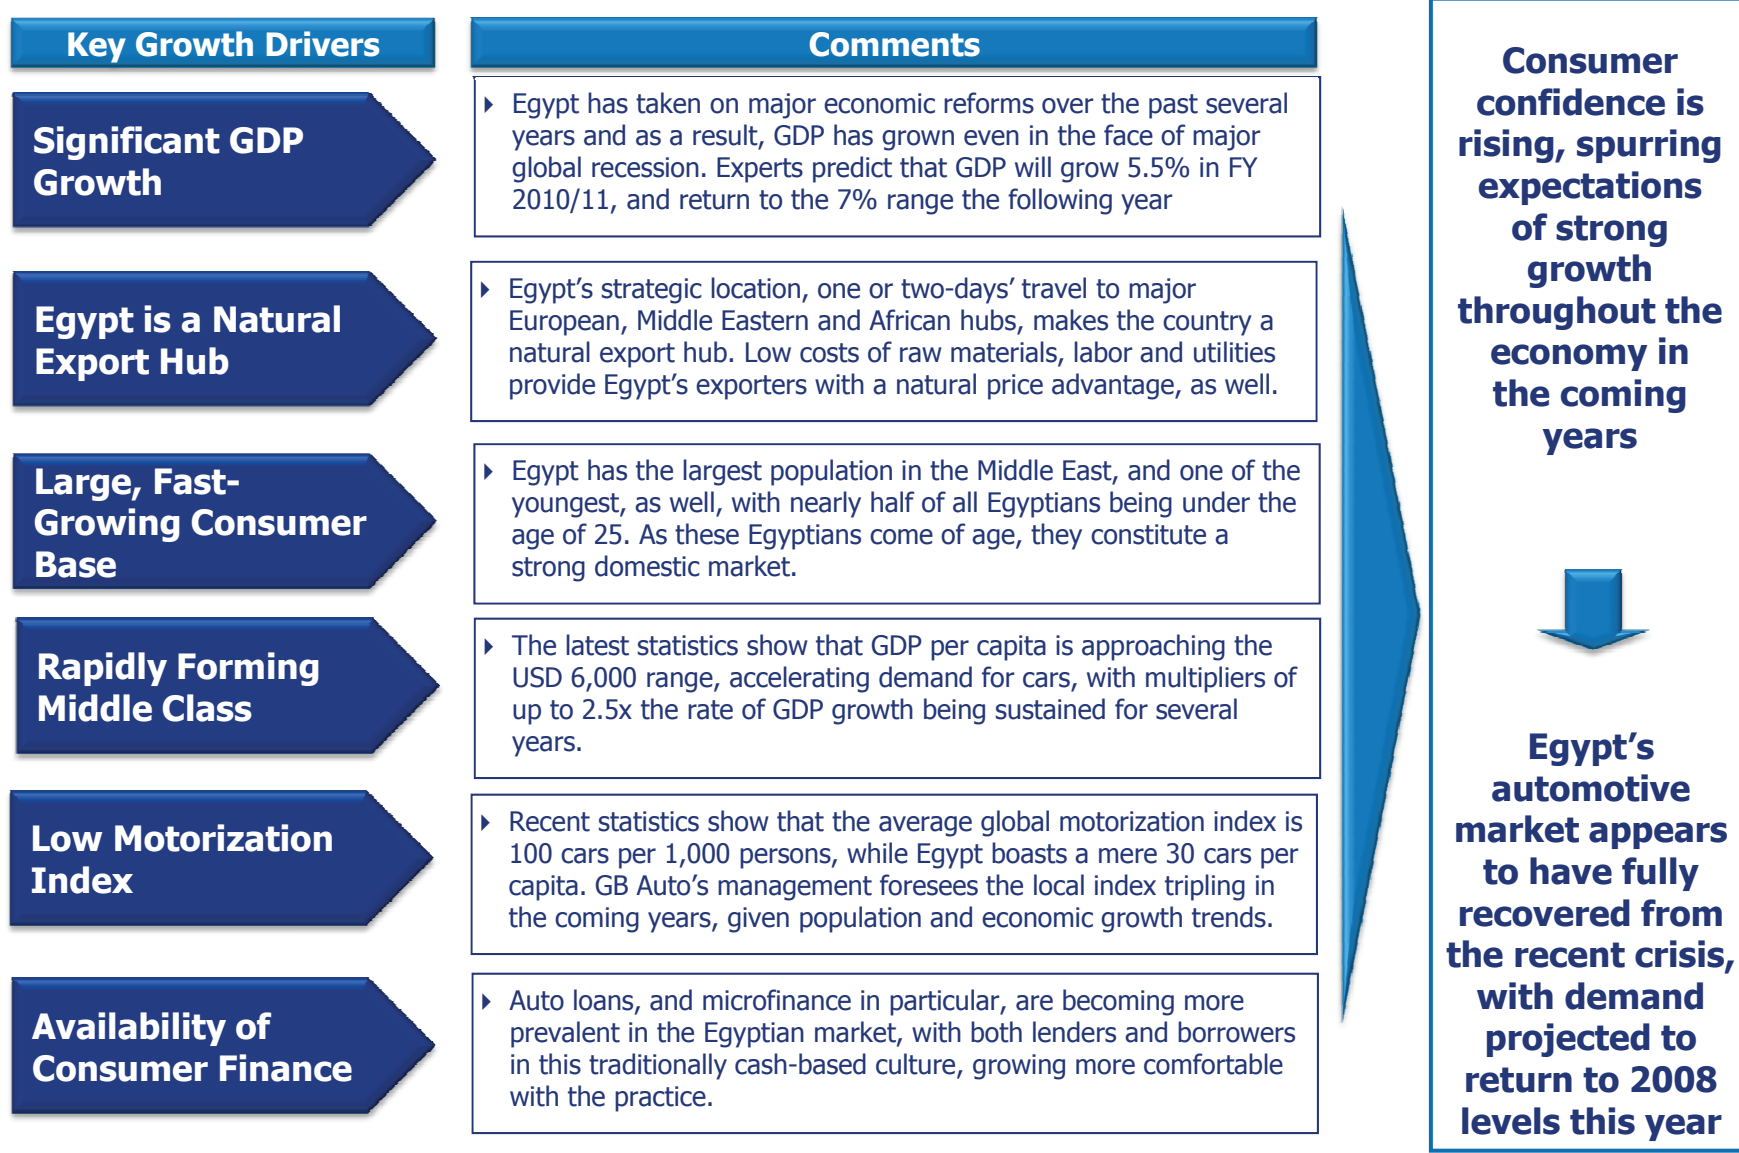 Key Growth Drivers
Comments
Significant GDP
Growth
Egypt has taken on major economic reforms over the past several
years and as a result, GDP has grown even in the face of major
global recession. Experts predict that GDP will grow 5.5% in FY
2010/11, and return to the 7% range the following year
Egypt is a Natural
Export Hub
Egypt’s strategic location, one or two-days’ travel to major
European, Middle Eastern and African hubs, makes the country a
natural export hub. Low costs of raw materials, labor and utilities
provide Egypt’s exporters with a natural price advantage, as well.
Large, Fast-
Growing Consumer
Base
Egypt has the largest population in the Middle East, and one of the
youngest, as well, with nearly half of all Egyptians being under the
age of 25. As these Egyptians come of age, they constitute a
strong domestic market.
Rapidly Forming
Middle Class
The latest statistics show that GDP per capita is approaching the
USD 6,000 range, accelerating demand for cars, with multipliers of
up to 2.5x the rate of GDP growth being sustained for several
years.
Low Motorization
Index
Recent statistics show that the average global motorization index is
100 cars per 1,000 persons, while Egypt boasts a mere 30 cars per
capita. GB Auto’s management foresees the local index tripling in
the coming years, given population and economic growth trends.
Availability of
Consumer Finance
Auto loans, and microfinance in particular, are becoming more
prevalent in the Egyptian market, with both lenders and borrowers
in this traditionally cash-based culture, growing more comfortable
with the practice.
Consumer
confidence is
rising, spurring
expectations
of strong
growth
throughout the
economy in
the coming
years
Egypt’s
automotive
market appears
to have fully
recovered from
the recent crisis,
with demand
projected to
return to 2008
levels this year